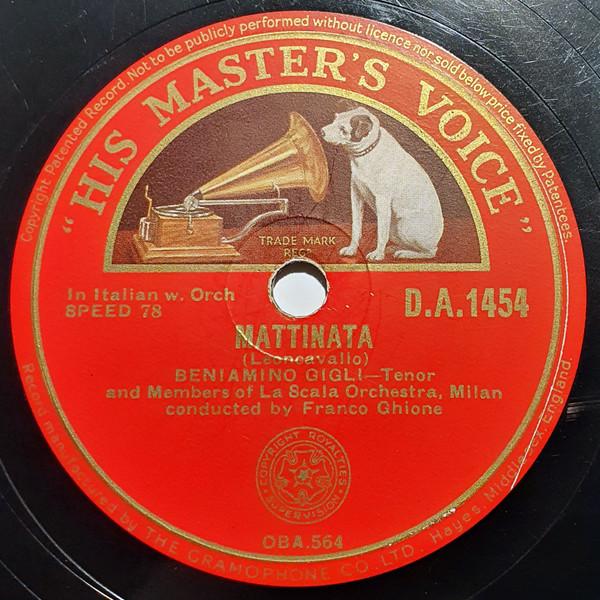 Copyright Patented Record. Not to be publicly performed without licence nor sold below price fixed by Patentees.
"HIS MASTER'S VOICE"
TRADE MARK
REGD
In Italian w. Orch
SPEED 78
D.A.1454
MATTINATA
(Leoncavallo)
BENIAMINO GIGLI—Tenor
and Members of La Scala Orchestra, Milan
conducted by Franco Ghione
COPYRIGHT ROYALTIES
SUPERVISION
OBA.564
Record manufactured by THE GRAMOPHONE CO. LTD. Hayes, Middlesex England.